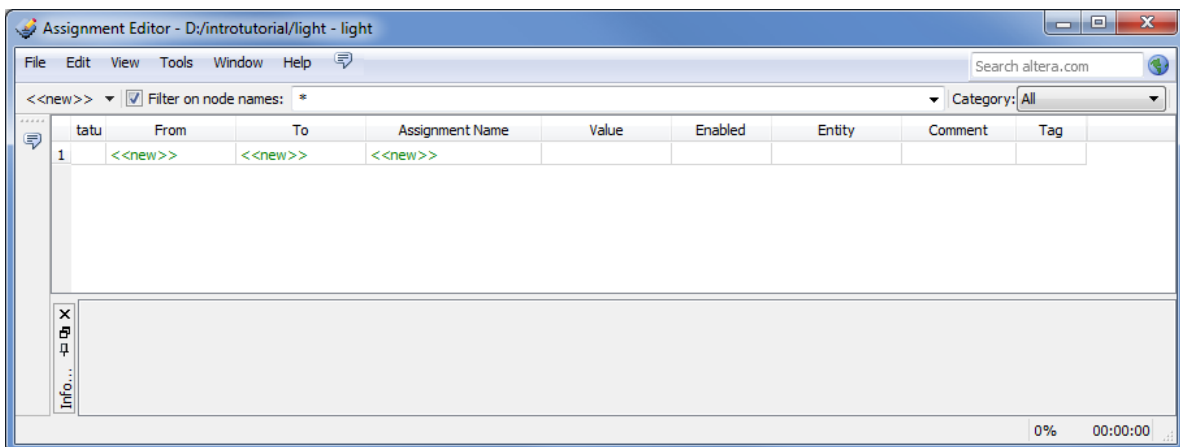 Assignment Editor - D:/introtutorial/light - light
File Edit View Tools Window Help
Search altera.com
<<new>> Filter on node names: * Category: All
tatu From To Assignment Name Value Enabled Entity Comment Tag
1 <<new>> <<new>> <<new>>
Info...
0% 00:00:00